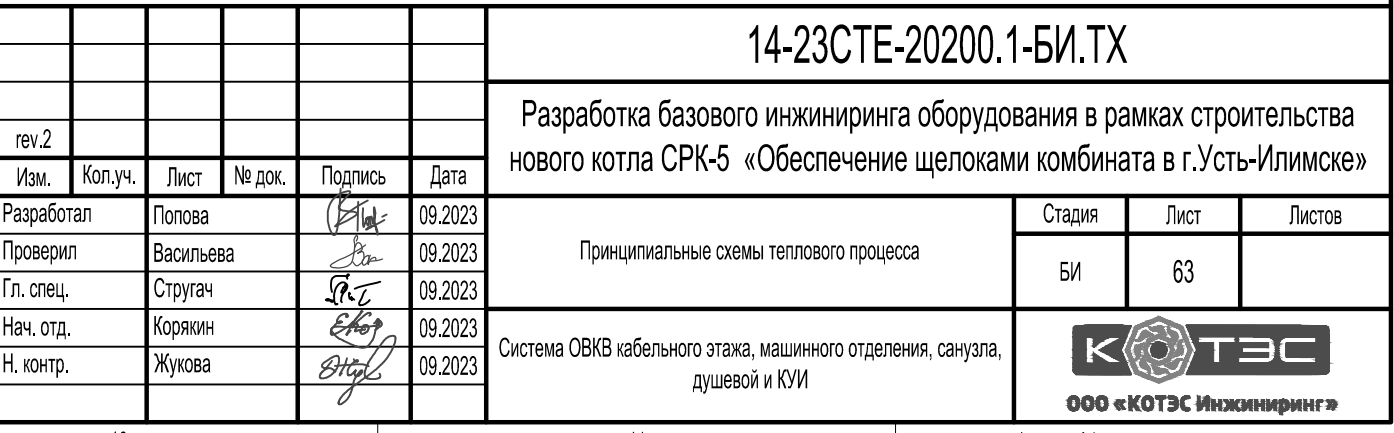 14-23СТЕ-20200.1-БИ.ТХ
Разработка базового инжиниринга оборудования в рамках строительства
нового котла СРК-5 «Обеспечение щелоками комбината в г.Усть-Илимске»
rev.2
Изм. Кол.уч. Лист № док. Подпись Дата
Разработал Попова 09.2023
Проверил Васильева 09.2023
Гл. спец. Стругач 09.2023
Нач. отд. Корякин 09.2023
Н. контр. Жукова 09.2023
Принципиальные схемы теплового процесса
Стадия Лист Листов
БИ 63
Система ОВКВ кабельного этажа, машинного отделения, санузла,
душевой и КУИ
КОТЭС
ООО «КОТЭС Инжиниринг»